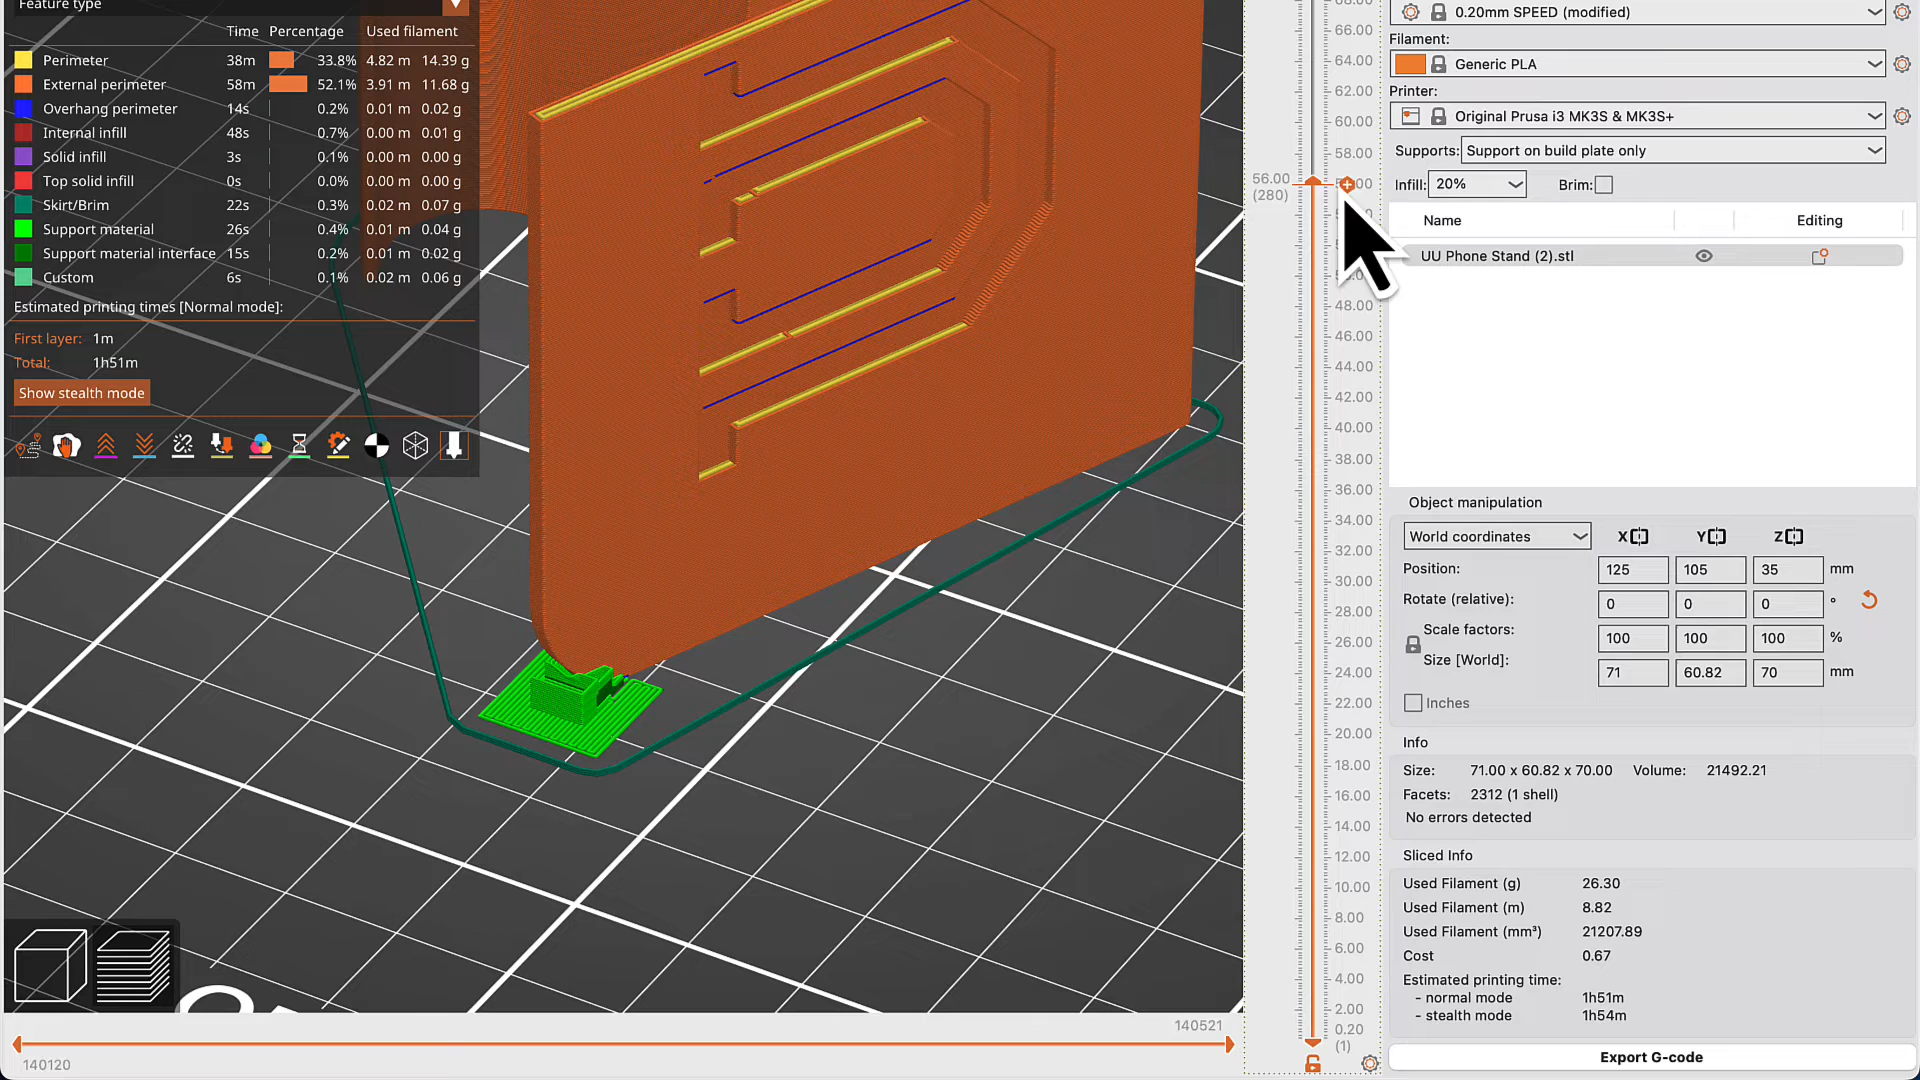 Feature type
Time Percentage Used filament
Perimeter 38m 33.8% 4.82 m 14.39 g
External perimeter 58m 52.1% 3.91 m 11.68 g
Overhang perimeter 14s 0.2% 0.01 m 0.02 g
Internal infill 48s 0.7% 0.00 m 0.01 g
Solid infill 3s 0.1% 0.00 m 0.00 g
Top solid infill 0s 0.0% 0.00 m 0.00 g
Skirt/Brim 22s 0.3% 0.02 m 0.07 g
Support material 26s 0.4% 0.01 m 0.04 g
Support material interface 15s 0.2% 0.01 m 0.02 g
Custom 6s 0.1% 0.02 m 0.06 g
Estimated printing times [Normal mode]:
First layer: 1m
Total: 1h51m
Show stealth mode
140521
140120
56.00
(280)
66.00
64.00
62.00
60.00
58.00
48.00
46.00
44.00
42.00
40.00
38.00
36.00
34.00
32.00
30.00
28.00
26.00
24.00
22.00
20.00
18.00
16.00
14.00
12.00
10.00
8.00
6.00
4.00
2.00
0.20
(1)
0.20mm SPEED (modified)
Filament:
Generic PLA
Printer:
Original Prusa i3 MK3S & MK3S+
Supports: Support on build plate only
Infill: 20% Brim:
Name Editing
UU Phone Stand (2).stl
Object manipulation
World coordinates X Y Z
Position: 125 105 35 mm
Rotate (relative): 0 0 0 °
Scale factors: 100 100 100 %
Size [World]: 71 60.82 70 mm
Inches
Info
Size: 71.00 x 60.82 x 70.00 Volume: 21492.21
Facets: 2312 (1 shell)
No errors detected
Sliced Info
Used Filament (g) 26.30
Used Filament (m) 8.82
Used Filament (mm³) 21207.89
Cost 0.67
Estimated printing time:
- normal mode 1h51m
- stealth mode 1h54m
Export G-code